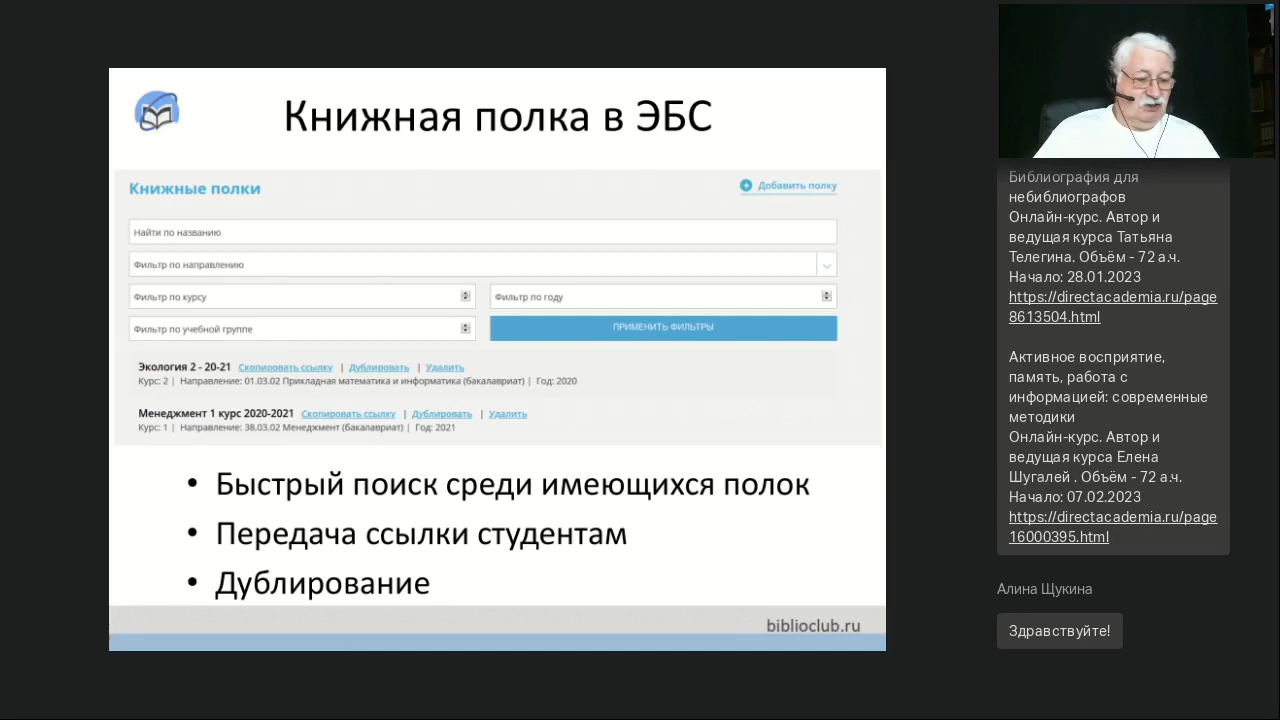 Книжная полка в ЭБС
Книжные полки
Добавить полку
Найти по названию
Фильтр по направлению
Фильтр по курсу
Фильтр по году
Фильтр по учебной группе
ПРИМЕНИТЬ ФИЛЬТРЫ
Экология 2 - 20-21 Скопировать ссылку | Дублировать | Удалить
Курс: 2 | Направление: 01.03.02 Прикладная математика и информатика (бакалавриат) | Год: 2020
Менеджмент 1 курс 2020-2021 Скопировать ссылку | Дублировать | Удалить
Курс: 1 | Направление: 38.03.02 Менеджмент (бакалавриат) | Год: 2021
• Быстрый поиск среди имеющихся полок
• Передача ссылки студентам
• Дублирование
biblioclub.ru
Библиография для
небиблиографов
Онлайн-курс. Автор и
ведущая курса Татьяна
Телегина. Объём - 72 а.ч.
Начало: 28.01.2023
https://directacademia.ru/page
8613504.html
Активное восприятие,
память, работа с
информацией: современные
методики
Онлайн-курс. Автор и
ведущая курса Елена
Шугалей . Объём - 72 а.ч.
Начало: 07.02.2023
https://directacademia.ru/page
16000395.html
Алина Щукина
Здравствуйте!